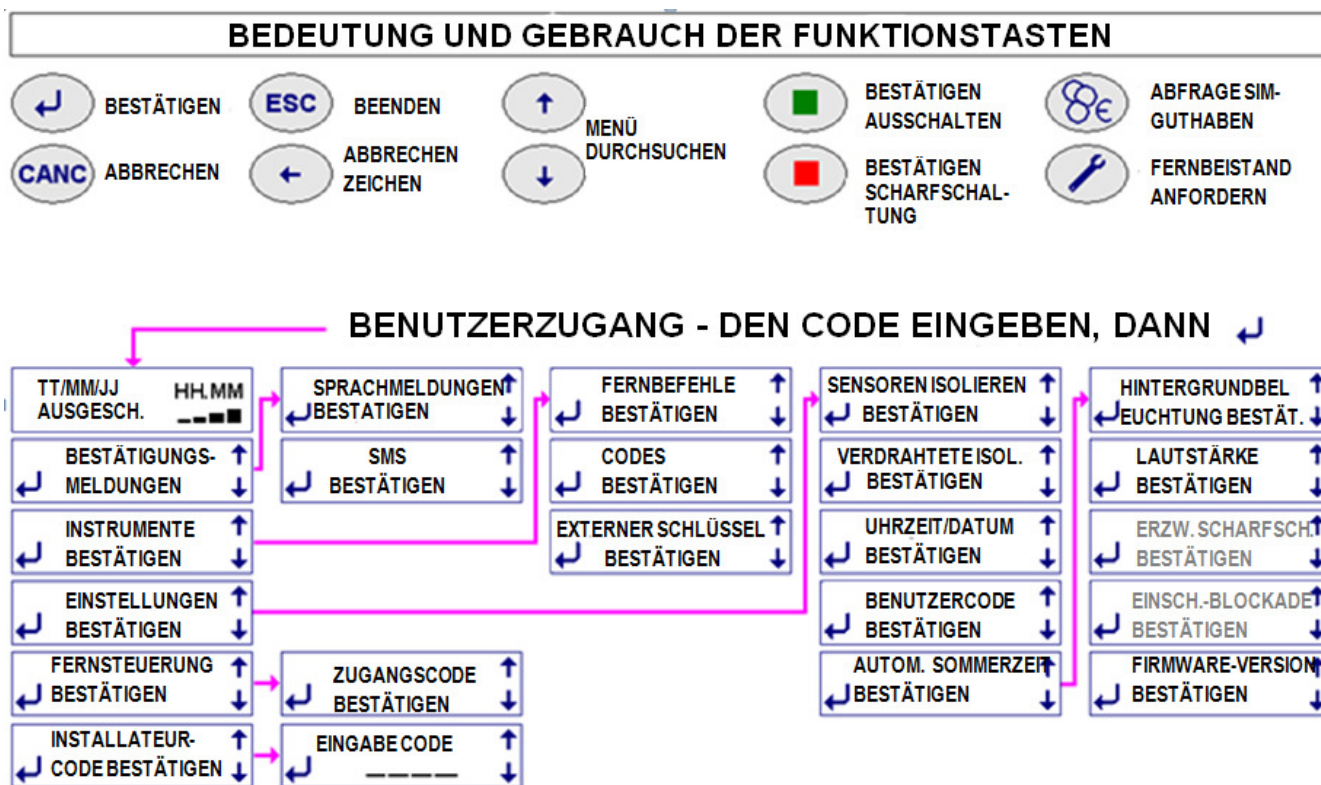 BEDEUTUNG UND GEBRAUCH DER FUNKTIONSTASTEN
BESTÄTIGEN
ESC
BEENDEN
MENÜ
DURCHSUCHEN
BESTÄTIGEN
AUSSCHALTEN
ABFRAGE SIM-
GUTHABEN
CANC
ABBRECHEN
ABBRECHEN
ZEICHEN
BESTÄTIGEN
SCHARFSCHAL-
TUNG
FERNBEISTAND
ANFORDERN
BENUTZERZUGANG - DEN CODE EINGEBEN, DANN
TT/MM/JJ HH.MM
AUSGESCH.
BESTÄTIGUNGS-
MELDUNGEN
INSTRUMENTE
BESTÄTIGEN
EINSTELLUNGEN
BESTÄTIGEN
FERNSTEUERUNG
BESTÄTIGEN
INSTALLATEUR-
CODE BESTÄTIGEN
SPRACHMELDUNGEN
BESTATIGEN
SMS
BESTÄTIGEN
ZUGANGSCODE
BESTÄTIGEN
EINGABE CODE
_ _ _ _
FERNBEFEHLE
BESTÄTIGEN
CODES
BESTÄTIGEN
EXTERNER SCHLÜSSEL
BESTÄTIGEN
SENSOREN ISOLIEREN
BESTÄTIGEN
VERDRAHTETE ISOL.
BESTÄTIGEN
UHRZEIT/DATUM
BESTÄTIGEN
BENUTZERCODE
BESTÄTIGEN
AUTOM. SOMMERZEIT
BESTÄTIGEN
HINTERGRUNDBEL
EUCHTUNG BESTÄT.
LAUTSTÄRKE
BESTÄTIGEN
ERZW. SCHARFSCH.
BESTÄTIGEN
EINSCH.-BLOCKADE
BESTÄTIGEN
FIRMWARE-VERSION
BESTÄTIGEN